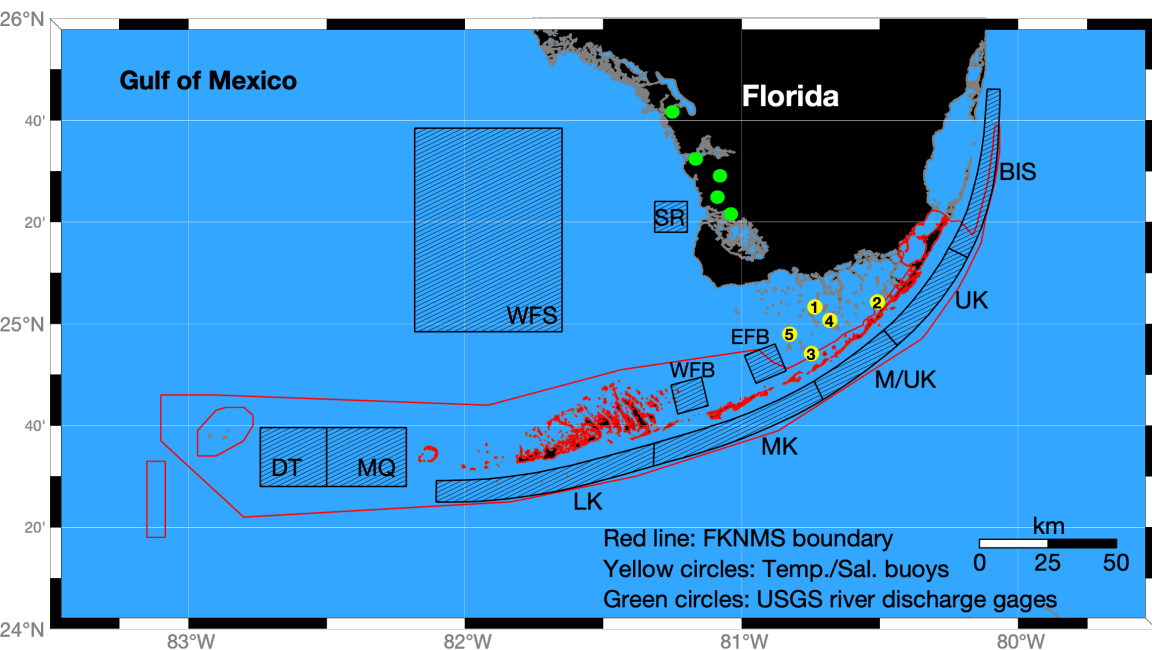 26°N
Gulf of Mexico
Florida
40'
BIS
20'
SR
UK
WFS
1
2
4
25°N
5
EFB
3
WFB
M/UK
40'
MK
DT
MQ
LK
20'
Red line: FKNMS boundary
km
Yellow circles: Temp./Sal. buoys
0 25 50
Green circles: USGS river discharge gages
24°N
83°W 82°W 81°W 80°W